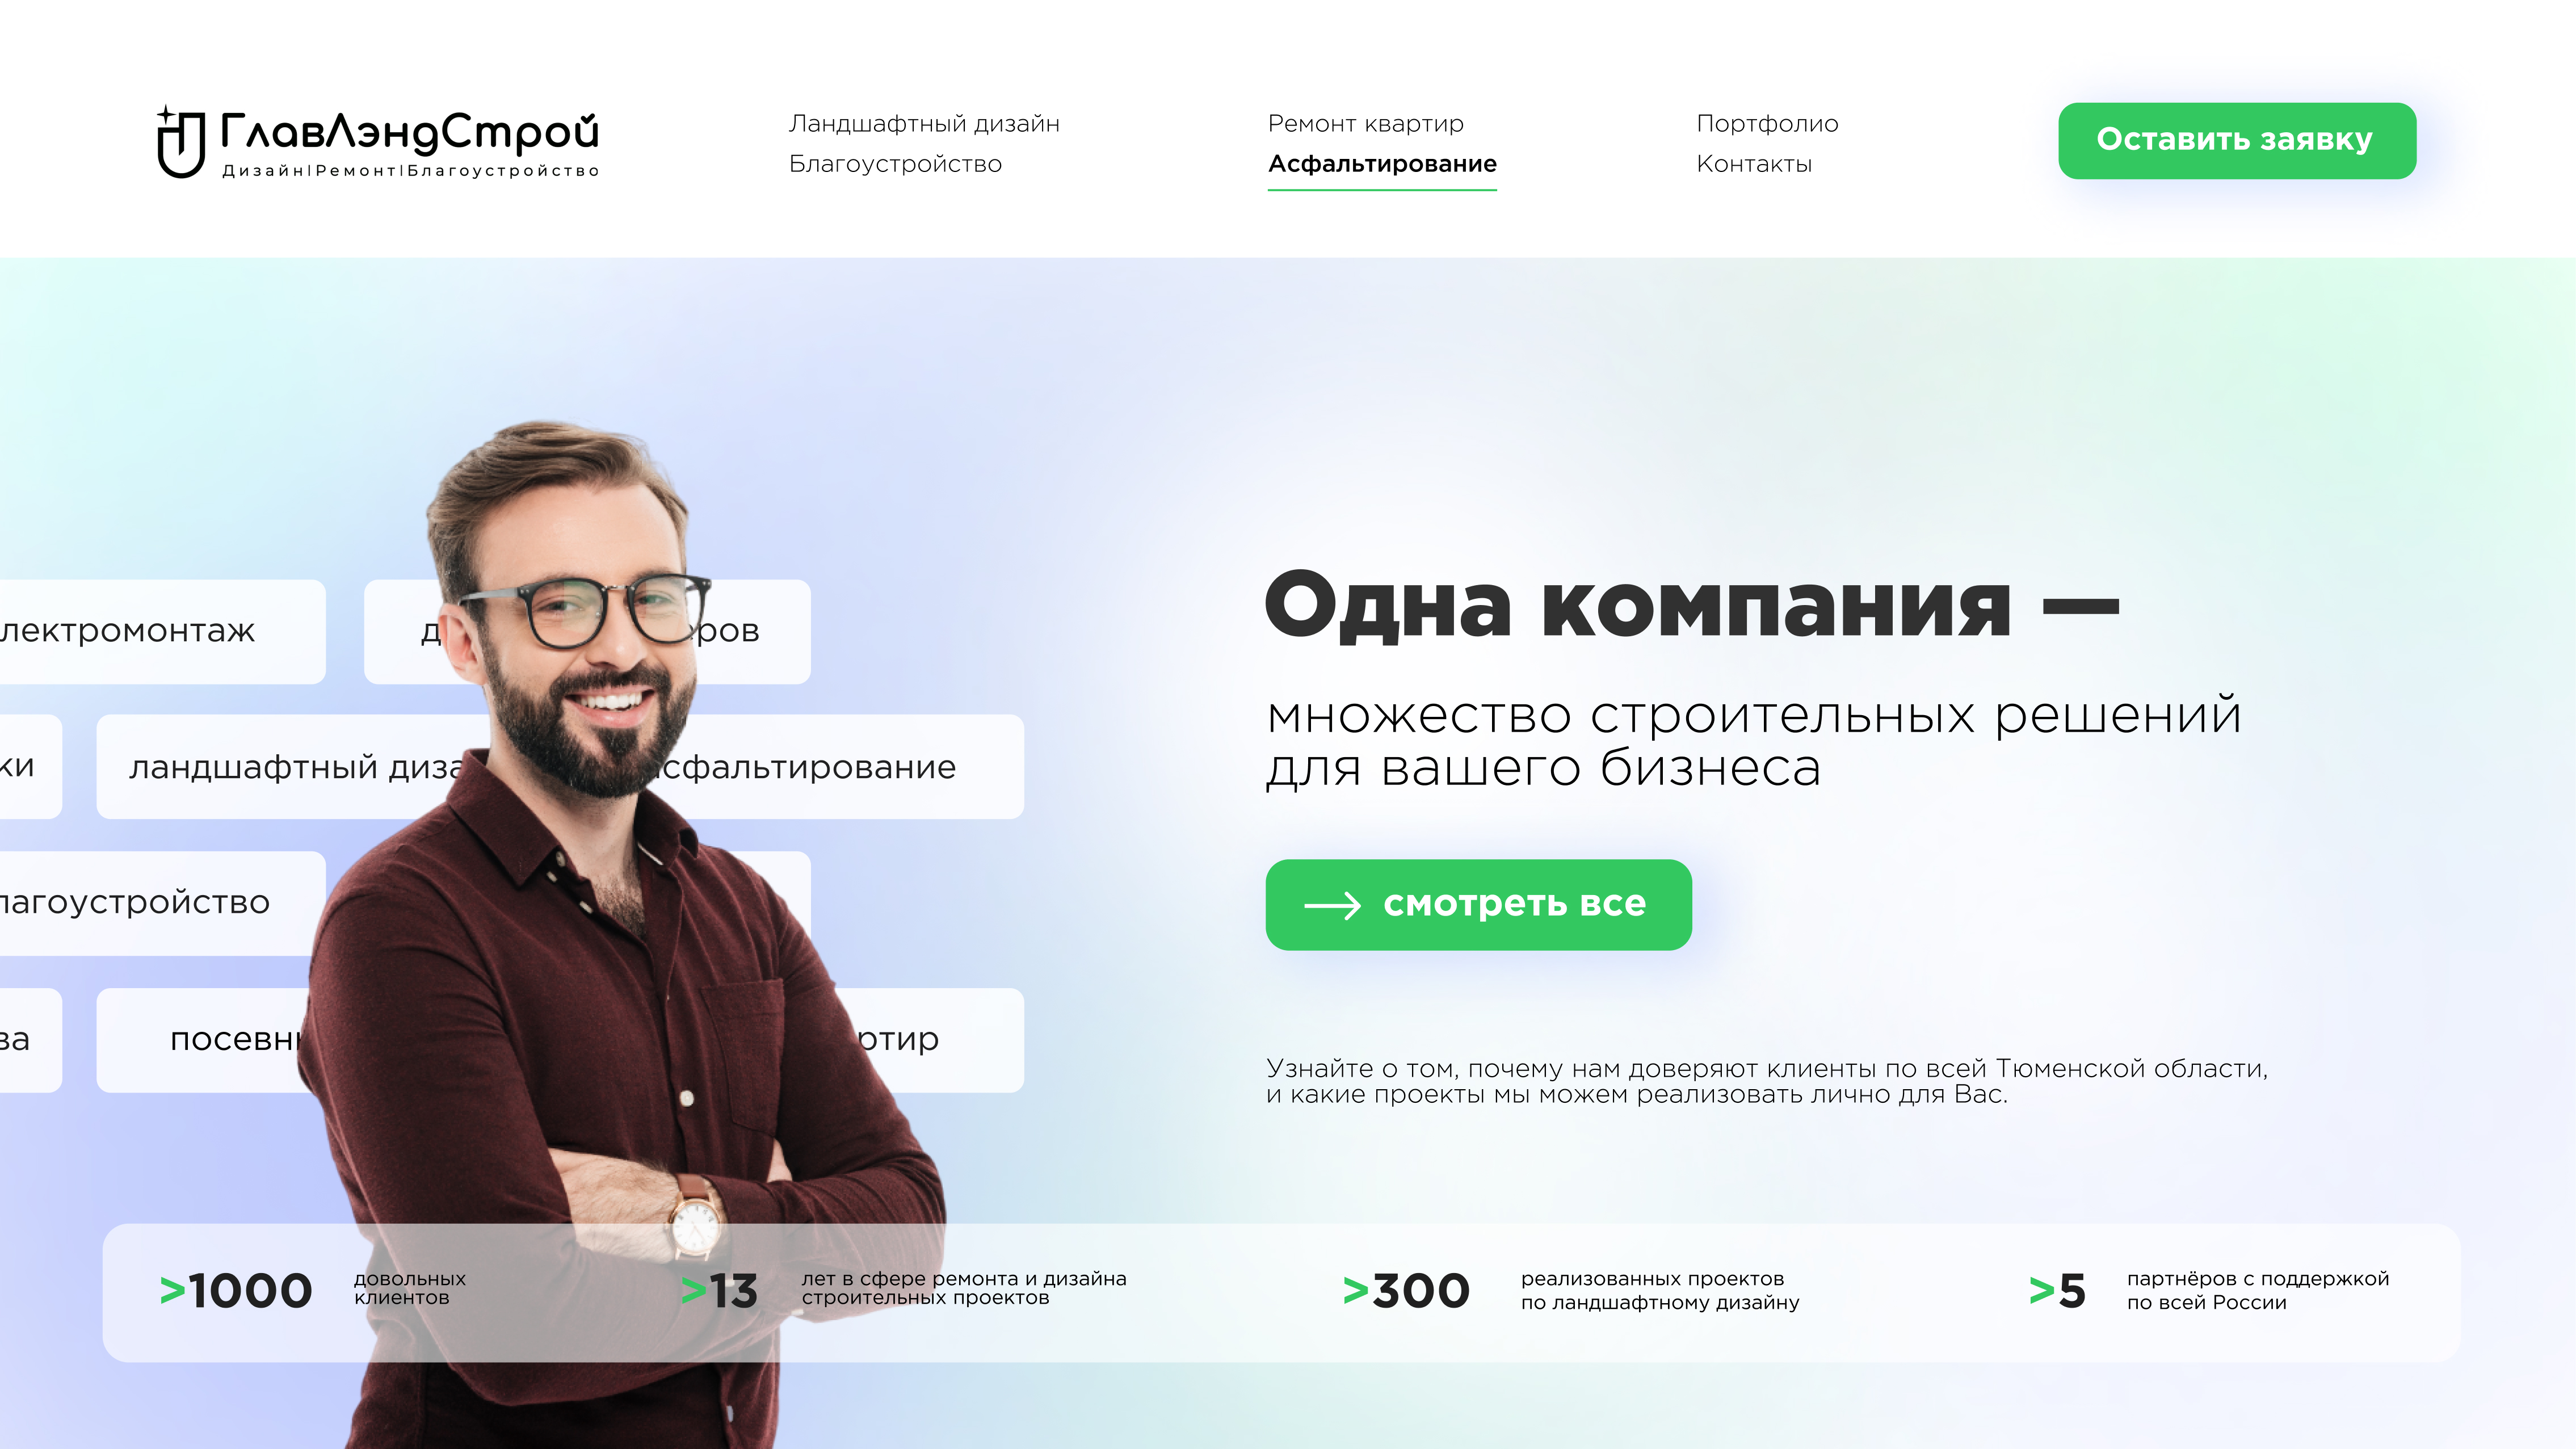 ГлавЛэндСтрой
Дизайн|Ремонт|Благоустройство
Ландшафтный дизайн
Благоустройство
Ремонт квартир
Асфальтирование
Портфолио
Контакты
Оставить заявку
Одна компания —
множество строительных решений
для вашего бизнеса
→ смотреть все
Узнайте о том, почему нам доверяют клиенты по всей Тюменской области,
и какие проекты мы можем реализовать лично для Вас.
лектромонтаж
ров
ки
ландшафтный диза
сфальтирование
лагоустройство
ва
посевн
ртир
>1000
довольных
клиентов
>13
лет в сфере ремонта и дизайна
строительных проектов
>300
реализованных проектов
по ландшафтному дизайну
>5
партнёров с поддержкой
по всей России